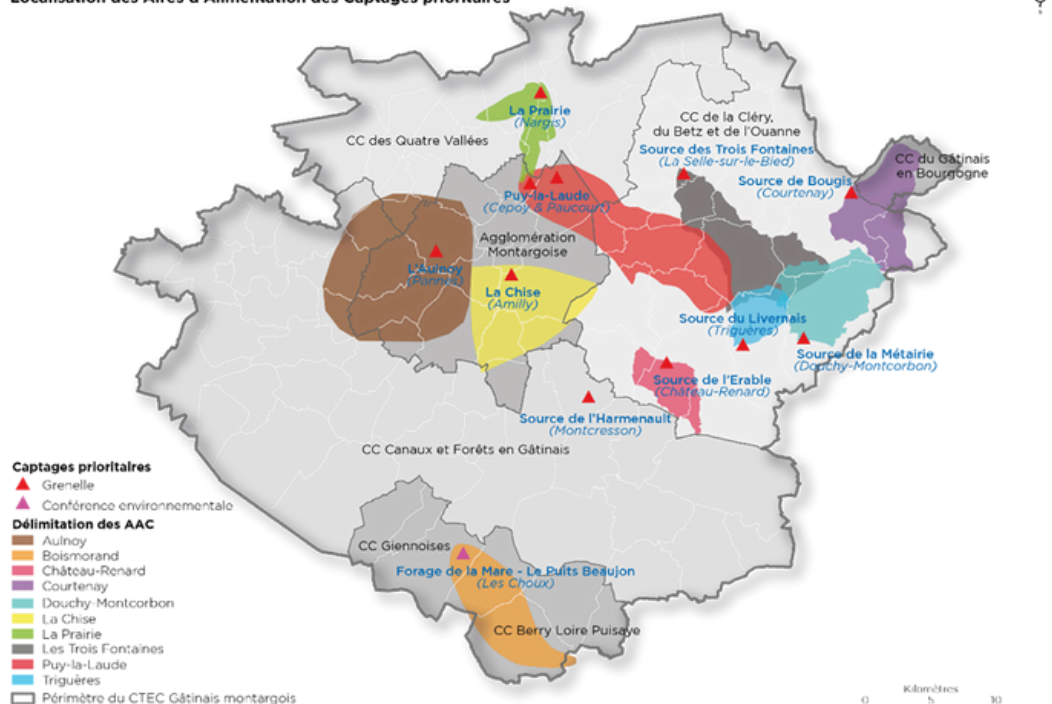 Localisation des Aires d'Alimentation des Captages prioritaires
La Prairie
(Nargis)
CC des Quatre Vallées
CC de la Cléry,
du Betz et de l'Ouanne
Source des Trois Fontaines
(La Selle-sur-le-Bied)
CC du Gâtinais
en Bourgogne
Source de Bougis
(Courtenay)
Puy-la-Laude
(Cepoy & Paucourt)
Agglomération
Montargoise
L'Aulnoy
(Pannes)
La Chise
(Amilly)
Source du Livernais
(Triguères)
Source de la Métairie
(Douchy-Montcorbon)
Source de l'Erable
(Château-Renard)
Source de l'Harmenault
(Montcresson)
CC Canaux et Forêts en Gâtinais
CC Giennoises
Forage de la Mare - Le Puits Beaujon
(Les Choux)
CC Berry Loire Puisaye
Captages prioritaires
Grenelle
Conférence environnementale
Délimitation des AAC
Aulnoy
Boismorand
Château-Renard
Courtenay
Douchy-Montcorbon
La Chise
La Prairie
Les Trois Fontaines
Puy-la-Laude
Triguères
Périmètre du CTEC Gâtinais montargois
Kilomètres
0 5 10